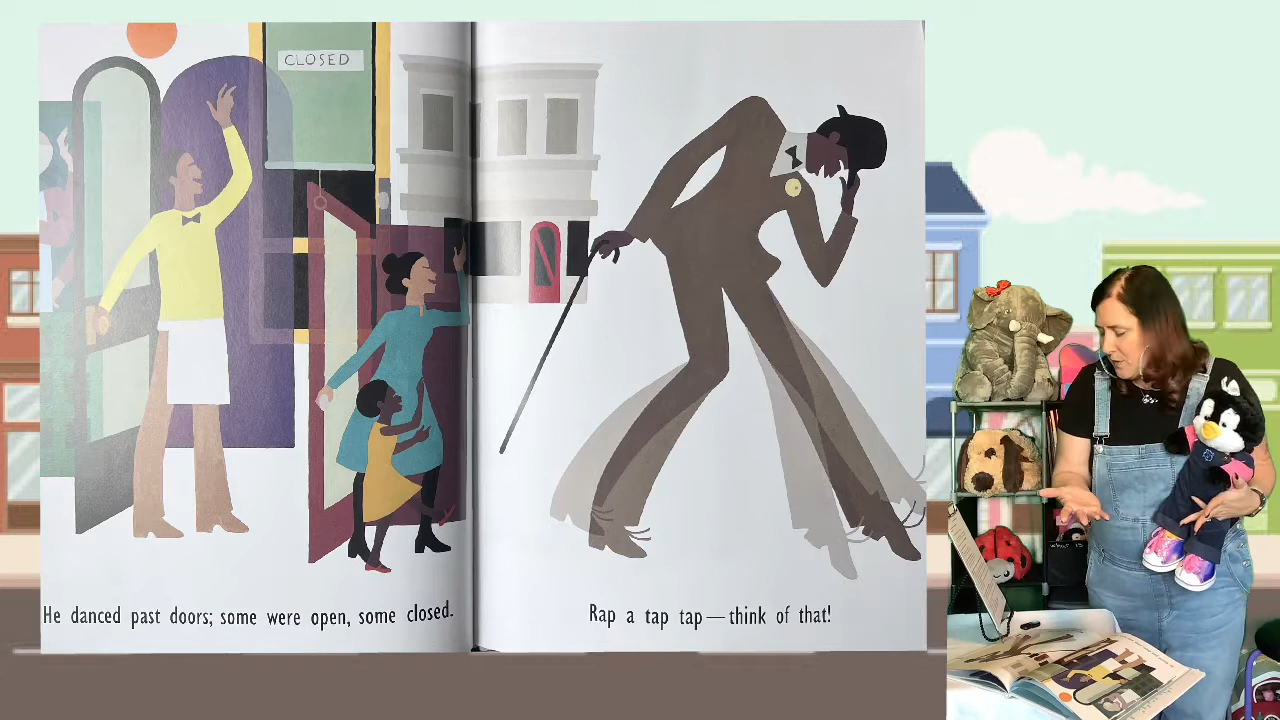 CLOSED
He danced past doors; some were open, some closed.
Rap a tap tap—think of that!